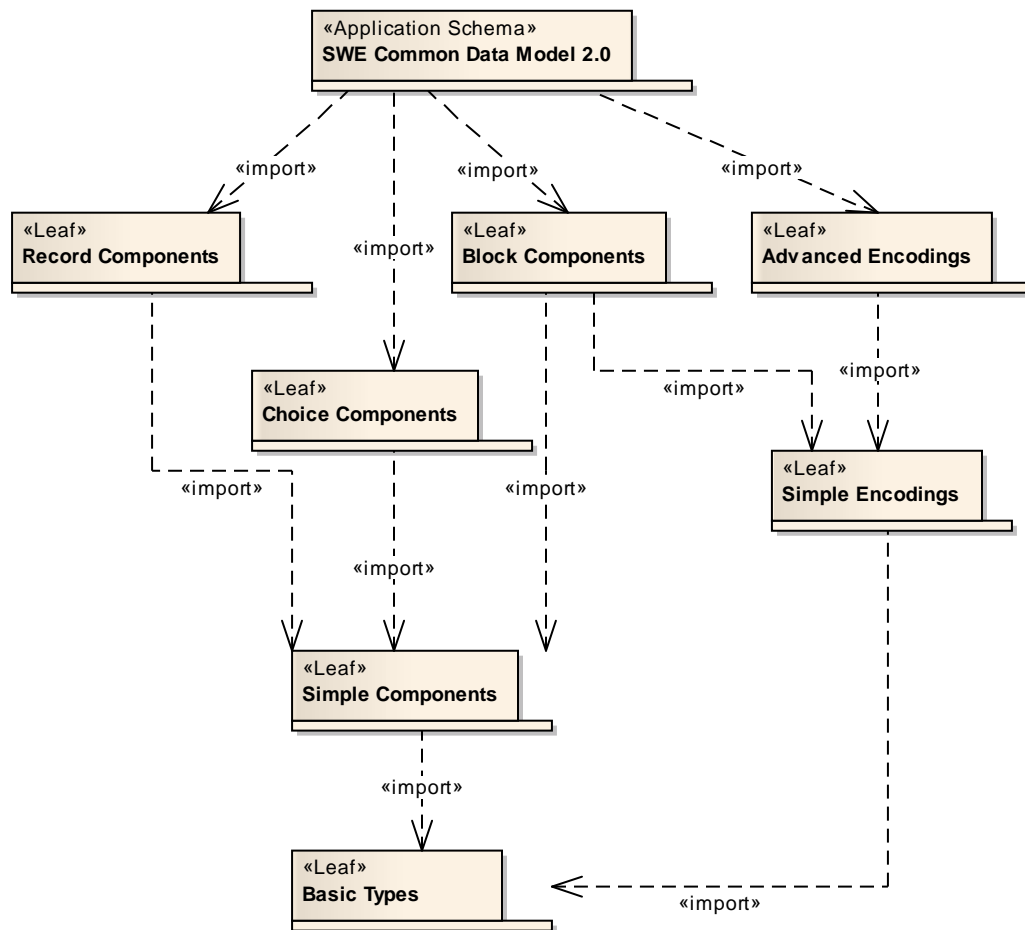 «Application Schema»
SWE Common Data Model 2.0
«import»
«import»
«import»
«import»
«Leaf»
Record Components
«Leaf»
Block Components
«Leaf»
Advanced Encodings
«import»
«import»
«Leaf»
Choice Components
«import»
«Leaf»
Simple Encodings
«import»
«import»
«import»
«Leaf»
Simple Components
«import»
«Leaf»
Basic Types
«import»